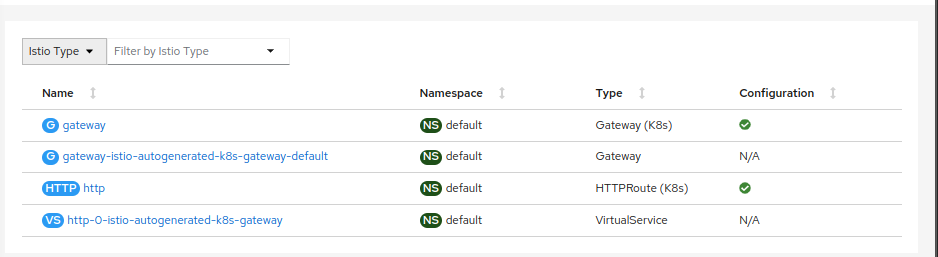 Istio Type Filter by Istio Type
Name Namespace Type Configuration
G gateway NS default Gateway (K8s)
G gateway-istio-autogenerated-k8s-gateway-default NS default Gateway N/A
HTTP http NS default HTTPRoute (K8s)
VS http-0-istio-autogenerated-k8s-gateway NS default VirtualService N/A